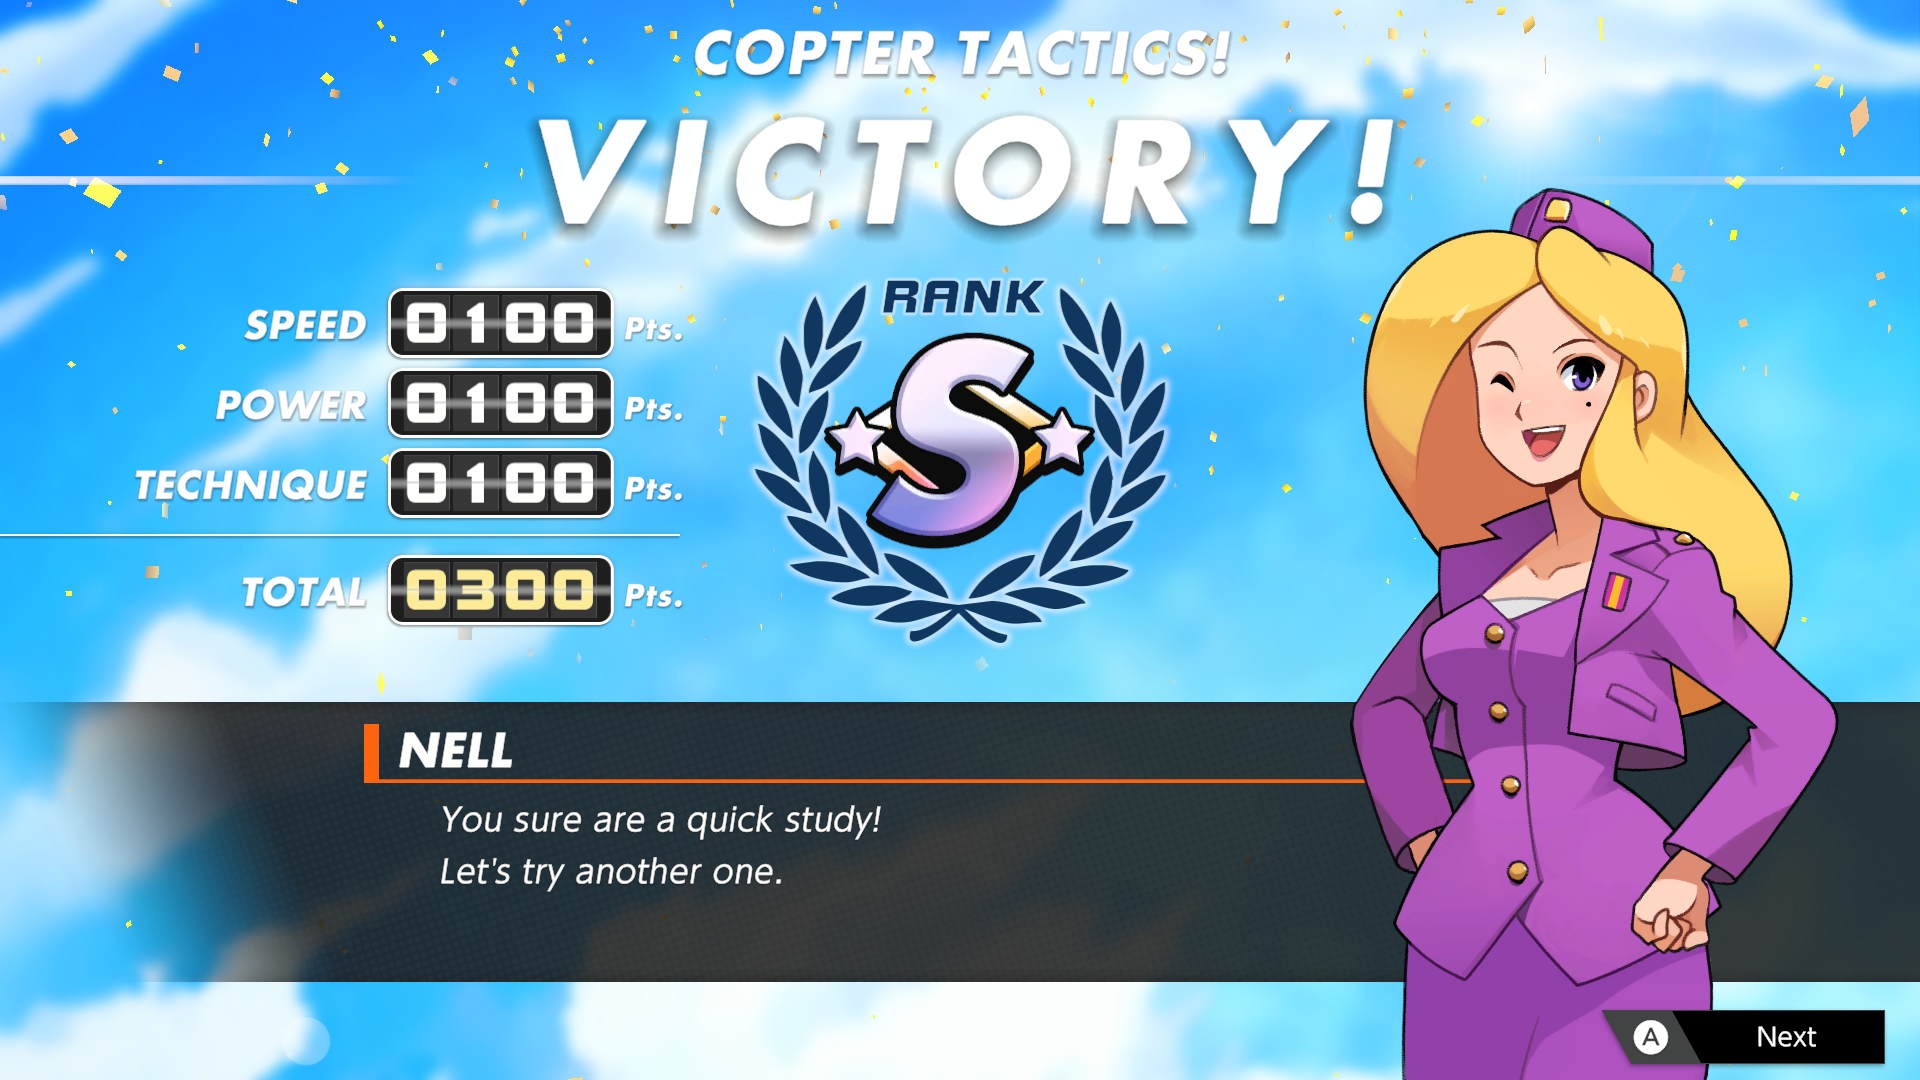 COPTER TACTICS!
VICTORY!
SPEED 0100 Pts.
POWER 0100 Pts.
TECHNIQUE 0100 Pts.
TOTAL 0300 Pts.
RANK
S
NELL
You sure are a quick study!
Let's try another one.
A Next